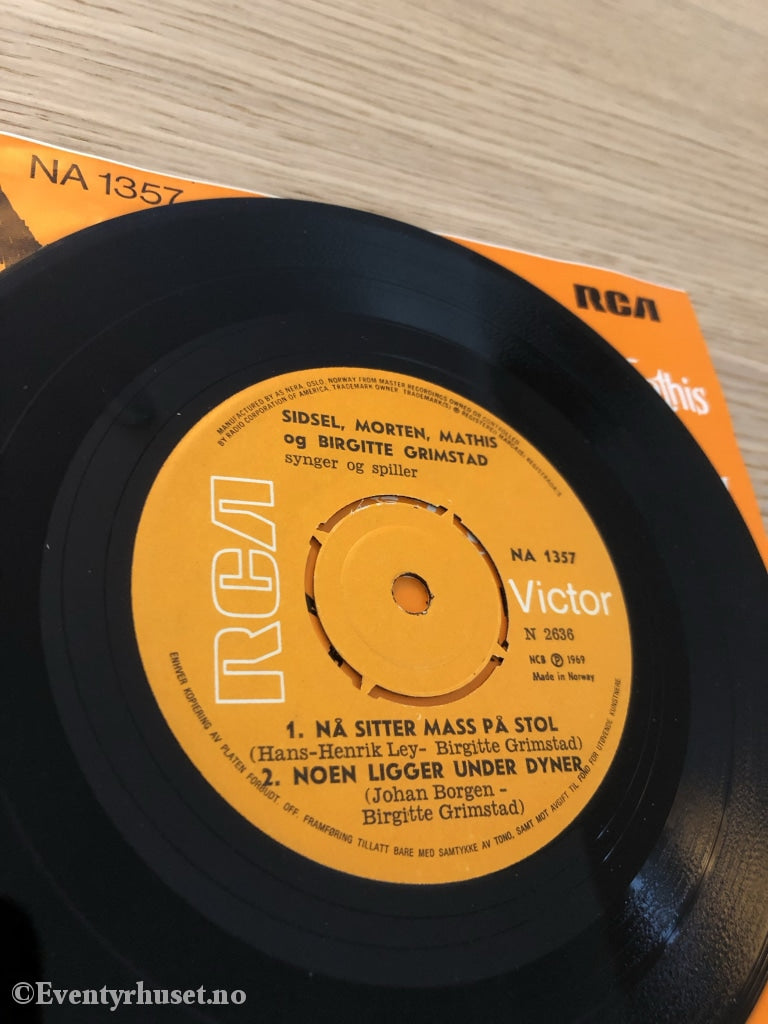 NA 1357
RCA
athis
MANUFACTURED BY AS NERA, OSLO, NORWAY FROM MASTER RECORDINGS OWNED OR CONTROLLED
BY RADIO CORPORATION OF AMERICA, TRADEMARK OWNER
SIDSEL, MORTEN, MATHIS
og BIRGITTE GRIMSTAD
synger og spiller
RCA
NA 1357
Victor
N 2636
NCB Ⓟ 1969
Made in Norway
1. NÅ SITTER MASS PÅ STOL
(Hans-Henrik Ley- Birgitte Grimstad)
2. NOEN LIGGER UNDER DYNER
(Johan Borgen -
Birgitte Grimstad)
ENHVER KOPIERING AV PLATEN FORBUDT. OFF. FRAMFØRING TILLATT BARE MED SAMTYKKE AV TONO, SAMT MOT AVGIFT TIL FOND FOR UTØVENDE KUNSTNERE
©Eventyrhuset.no